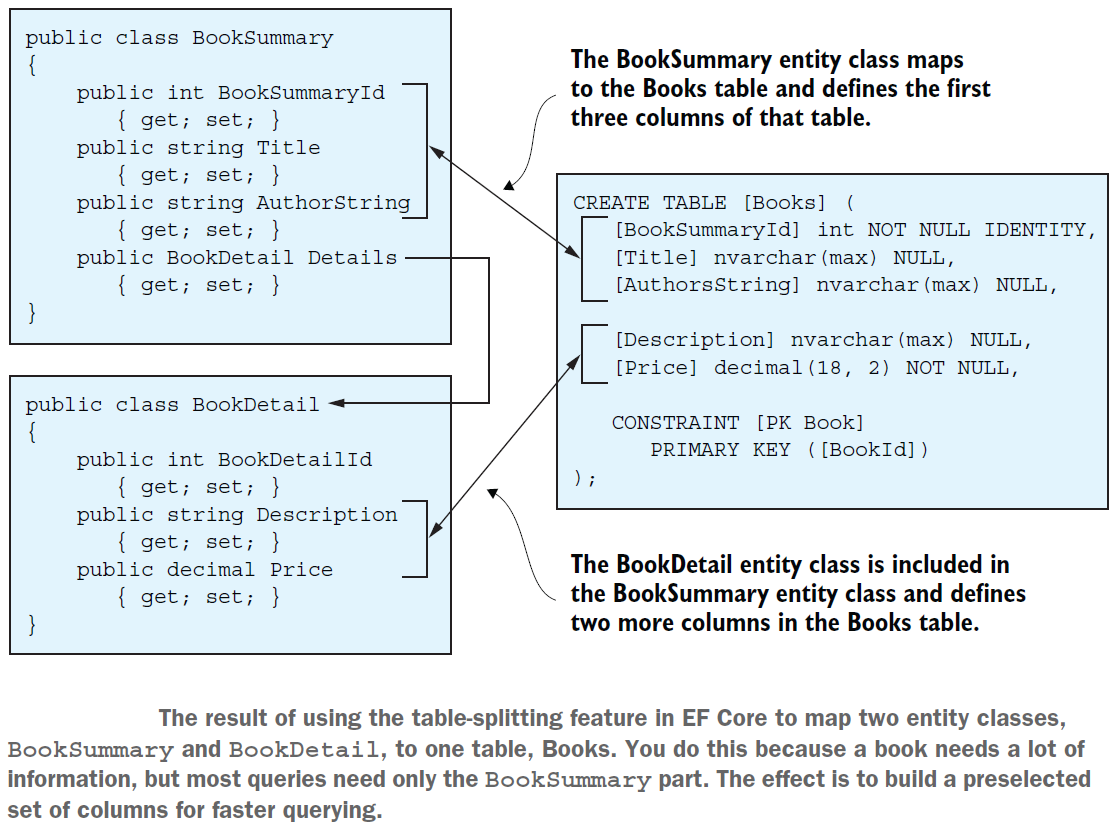 public class BookSummary
{
public int BookSummaryId
{ get; set; }
public string Title
{ get; set; }
public string AuthorString
{ get; set; }
public BookDetail Details
{ get; set; }
}
The BookSummary entity class maps
to the Books table and defines the first
three columns of that table.
CREATE TABLE [Books] (
[BookSummaryId] int NOT NULL IDENTITY,
[Title] nvarchar(max) NULL,
[AuthorsString] nvarchar(max) NULL,
[Description] nvarchar(max) NULL,
[Price] decimal(18, 2) NOT NULL,
CONSTRAINT [PK Book]
PRIMARY KEY ([BookId])
);
public class BookDetail
{
public int BookDetailId
{ get; set; }
public string Description
{ get; set; }
public decimal Price
{ get; set; }
}
The BookDetail entity class is included in
the BookSummary entity class and defines
two more columns in the Books table.
The result of using the table-splitting feature in EF Core to map two entity classes,
BookSummary and BookDetail, to one table, Books. You do this because a book needs a lot of
information, but most queries need only the BookSummary part. The effect is to build a preselected
set of columns for faster querying.